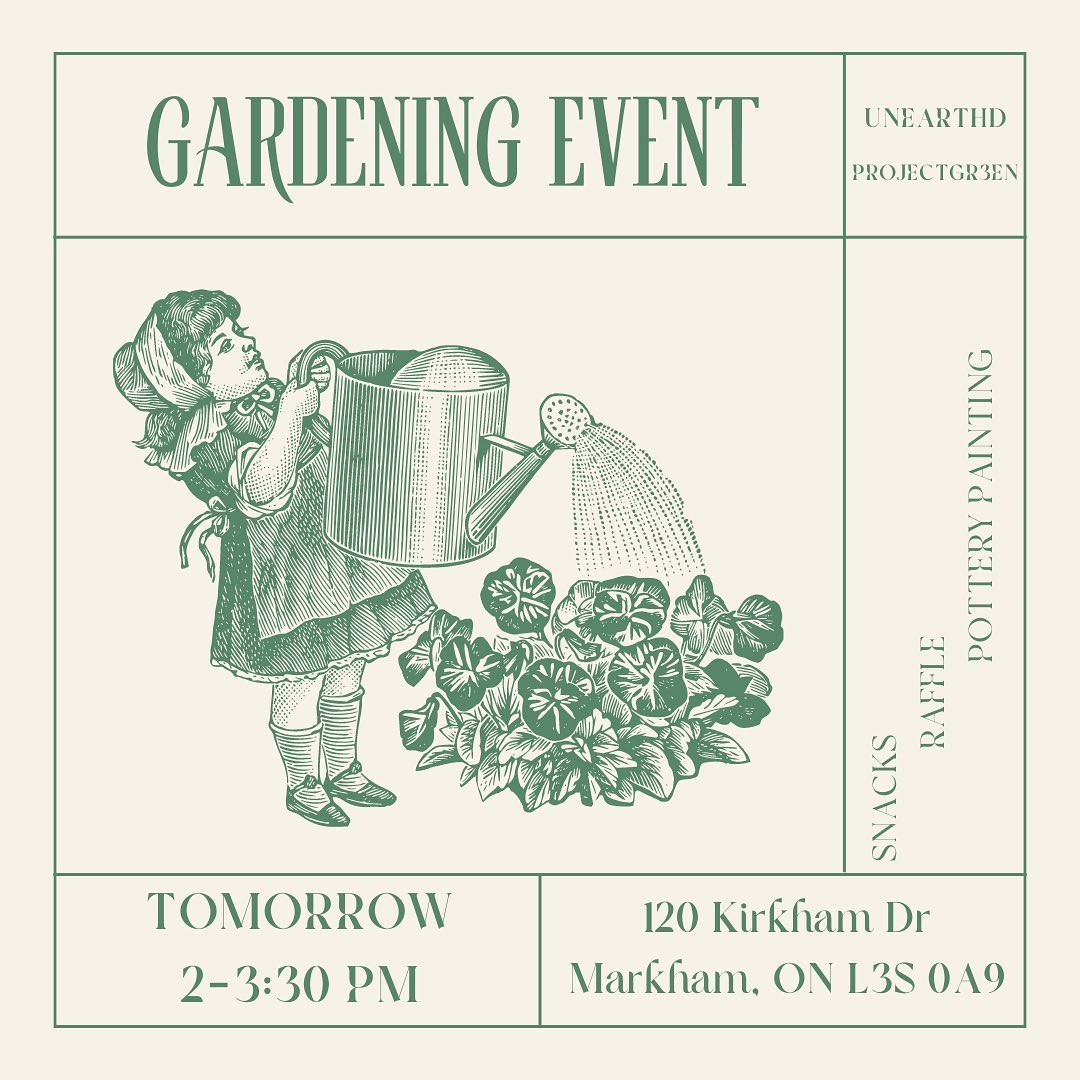 GARDENING EVENT
UNEARTHD
PROJECTGR3EN
SNACKS
RAFFLE
POTTERY PAINTING
TOMORROW
2-3:30 PM
120 Kirkham Dr
Markham, ON L3S 0A9